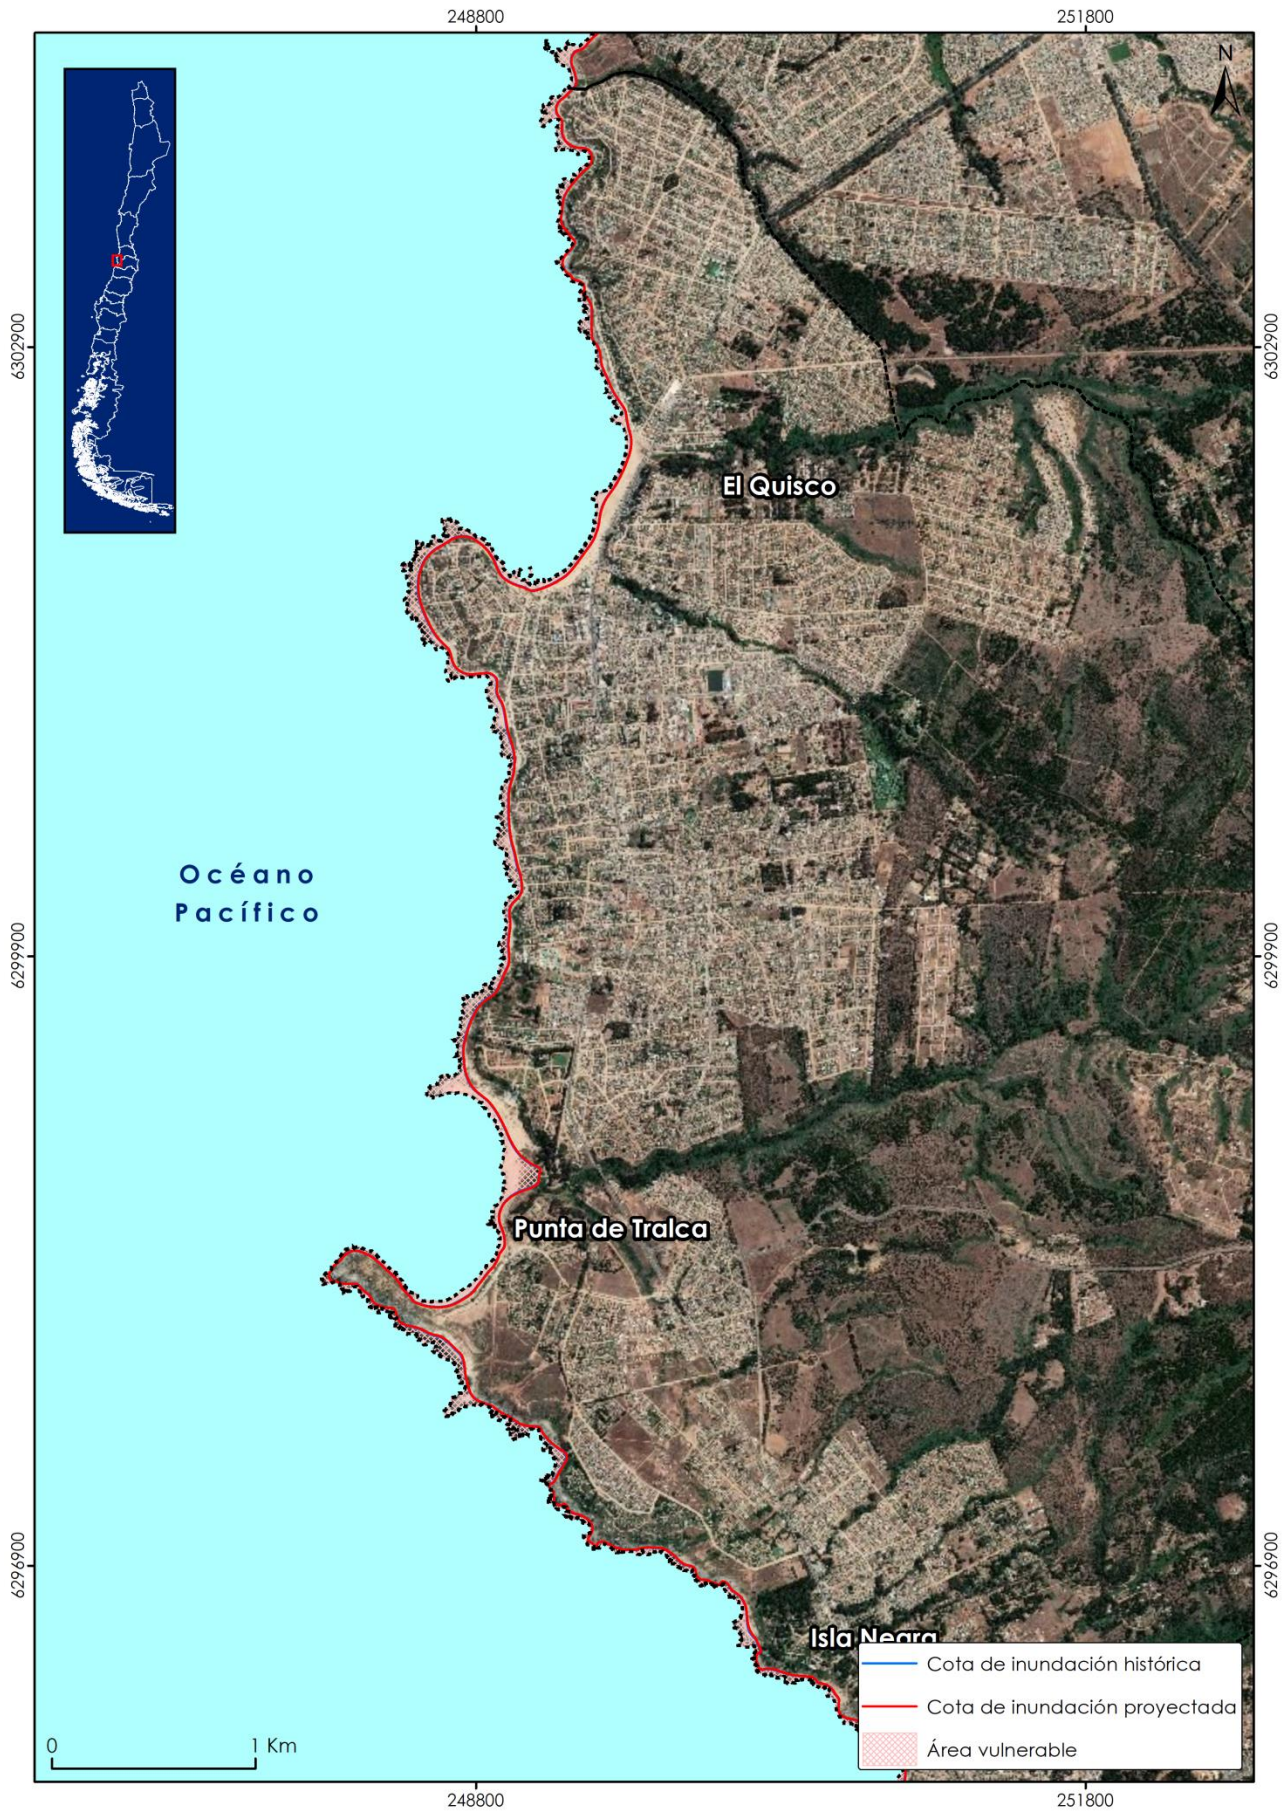 248800
251800
N
6302900
6302900
El Quisco
Océano
Pacífico
6299900
6299900
Punta de Tralca
6296900
6296900
Isla Negra
Cota de inundación histórica
Cota de inundación proyectada
Área vulnerable
0
1 Km
248800
251800